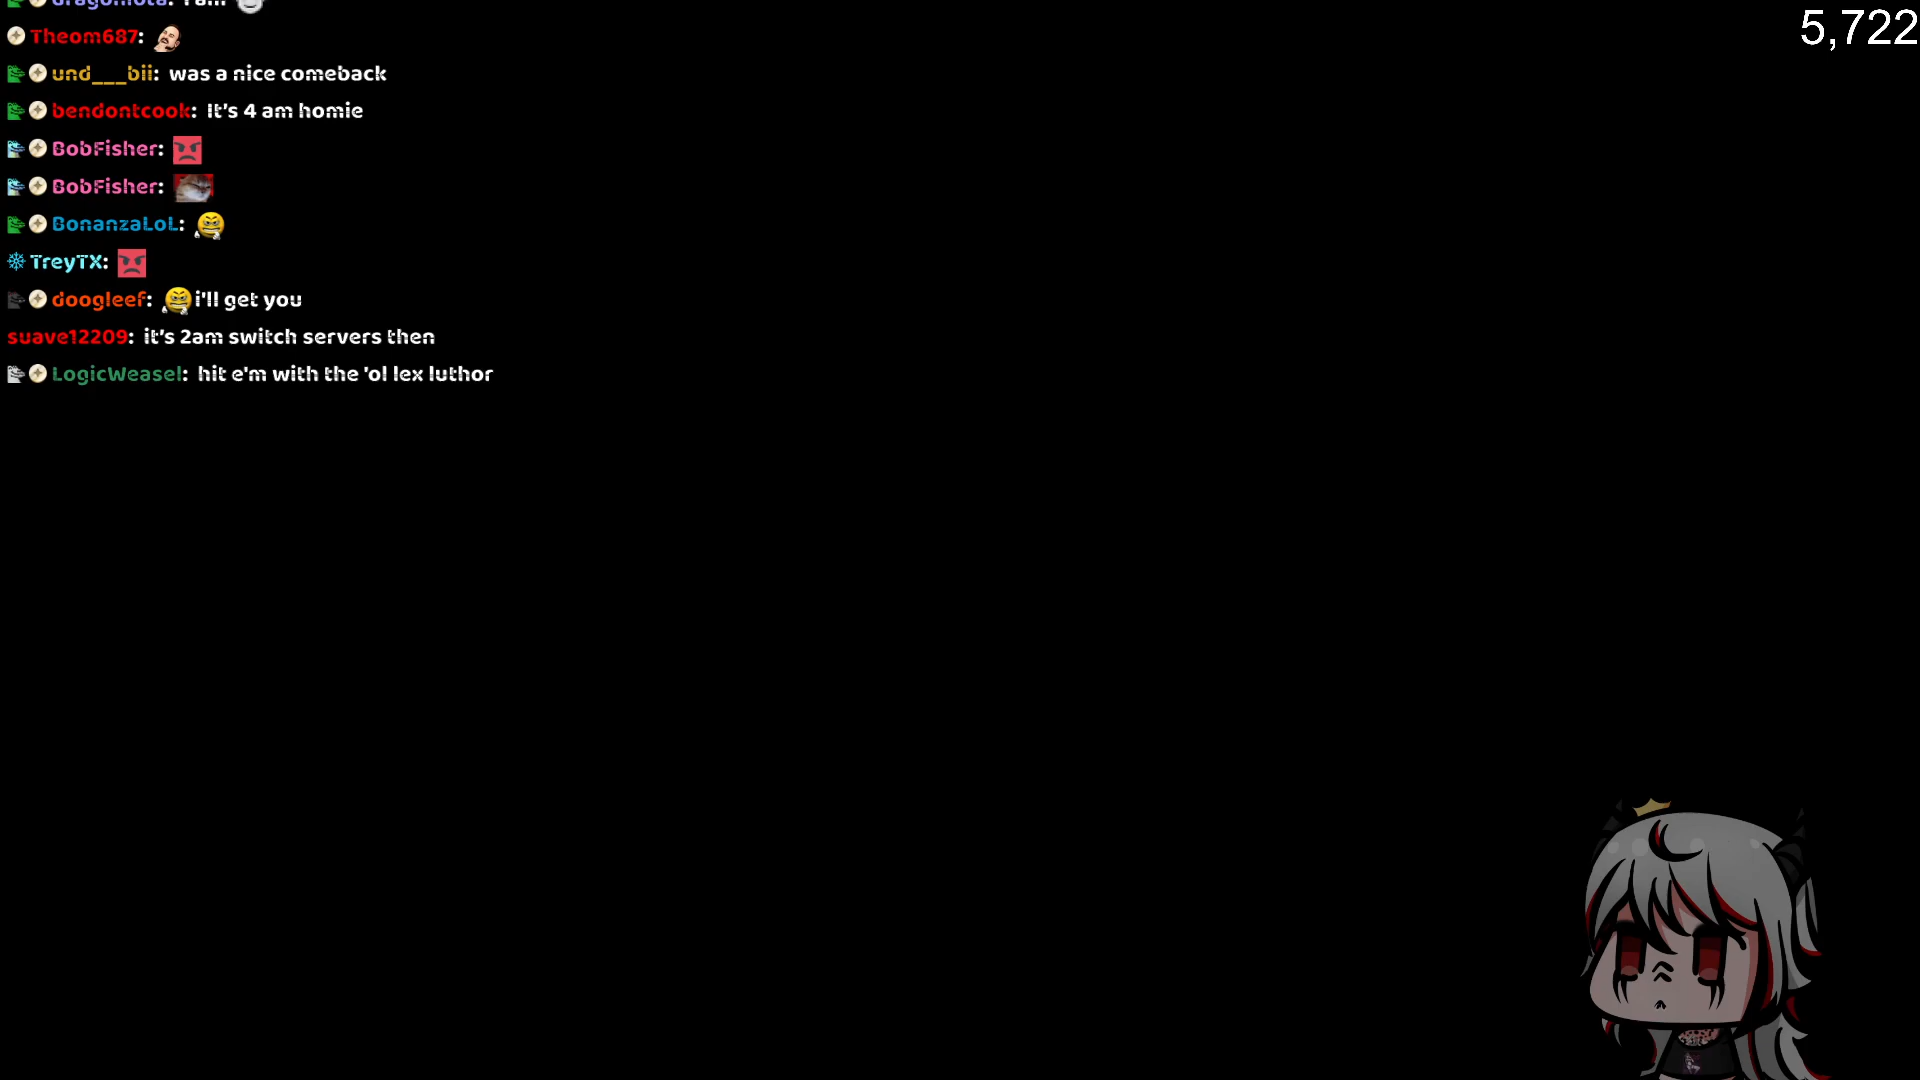 5,722
Theom687:
und___bii: was a nice comeback
bendontcook: It's 4 am homie
BobFisher:
BobFisher:
BonanzaLoL:
TreyTX:
doogleef: i'll get you
suave12209: it's 2am switch servers then
LogicWeasel: hit e'm with the 'ol lex luthor